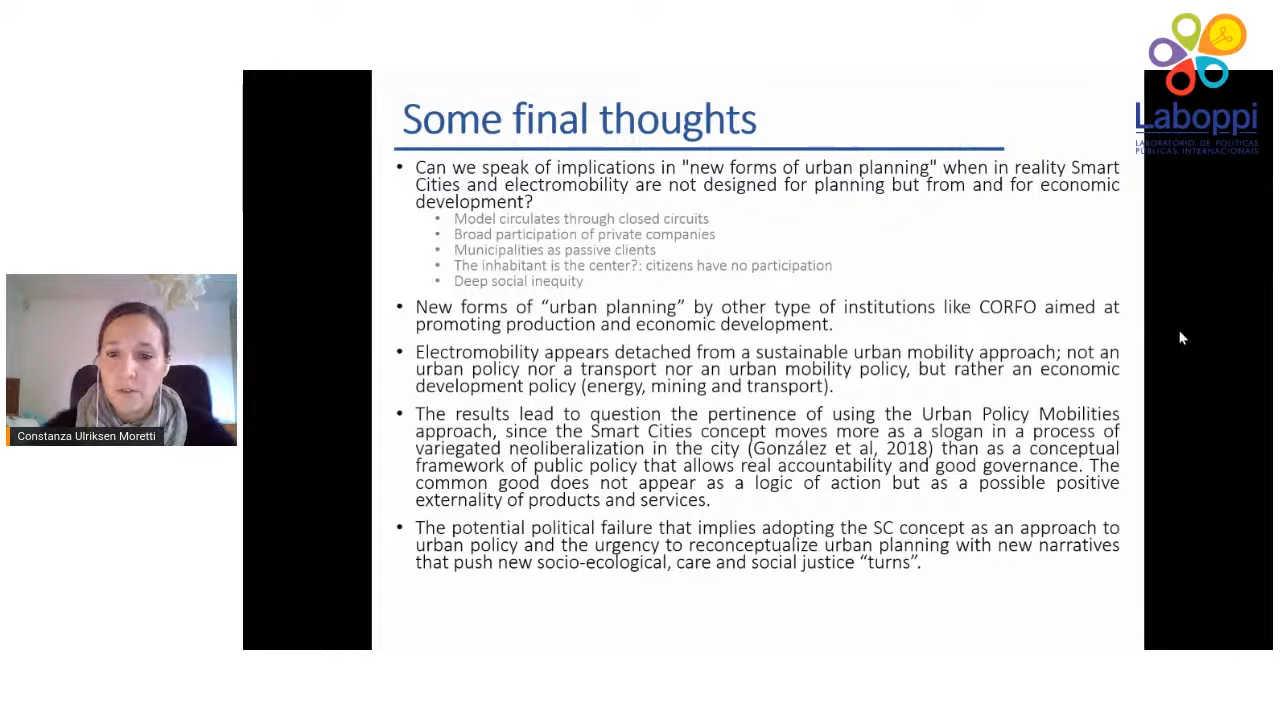 Laboppi
LABORATÓRIO DE POLÍTICAS
PÚBLICAS INTERNACIONAIS
Some final thoughts
• Can we speak of implications in "new forms of urban planning" when in reality Smart
Cities and electromobility are not designed for planning but from and for economic
development?
• Model circulates through closed circuits
• Broad participation of private companies
• Municipalities as passive clients
• The inhabitant is the center?: citizens have no participation
• Deep social inequity
• New forms of “urban planning” by other type of institutions like CORFO aimed at
promoting production and economic development.
• Electromobility appears detached from a sustainable urban mobility approach; not an
urban policy nor a transport nor an urban mobility policy, but rather an economic
development policy (energy, mining and transport).
• The results lead to question the pertinence of using the Urban Policy Mobilities
approach, since the Smart Cities concept moves more as a slogan in a process of
variegated neoliberalization in the city (González et al, 2018) than as a conceptual
framework of public policy that allows real accountability and good governance. The
common good does not appear as a logic of action but as a possible positive
externality of products and services.
• The potential political failure that implies adopting the SC concept as an approach to
urban policy and the urgency to reconceptualize urban planning with new narratives
that push new socio-ecological, care and social justice “turns”.
Constanza Ulriksen Moretti